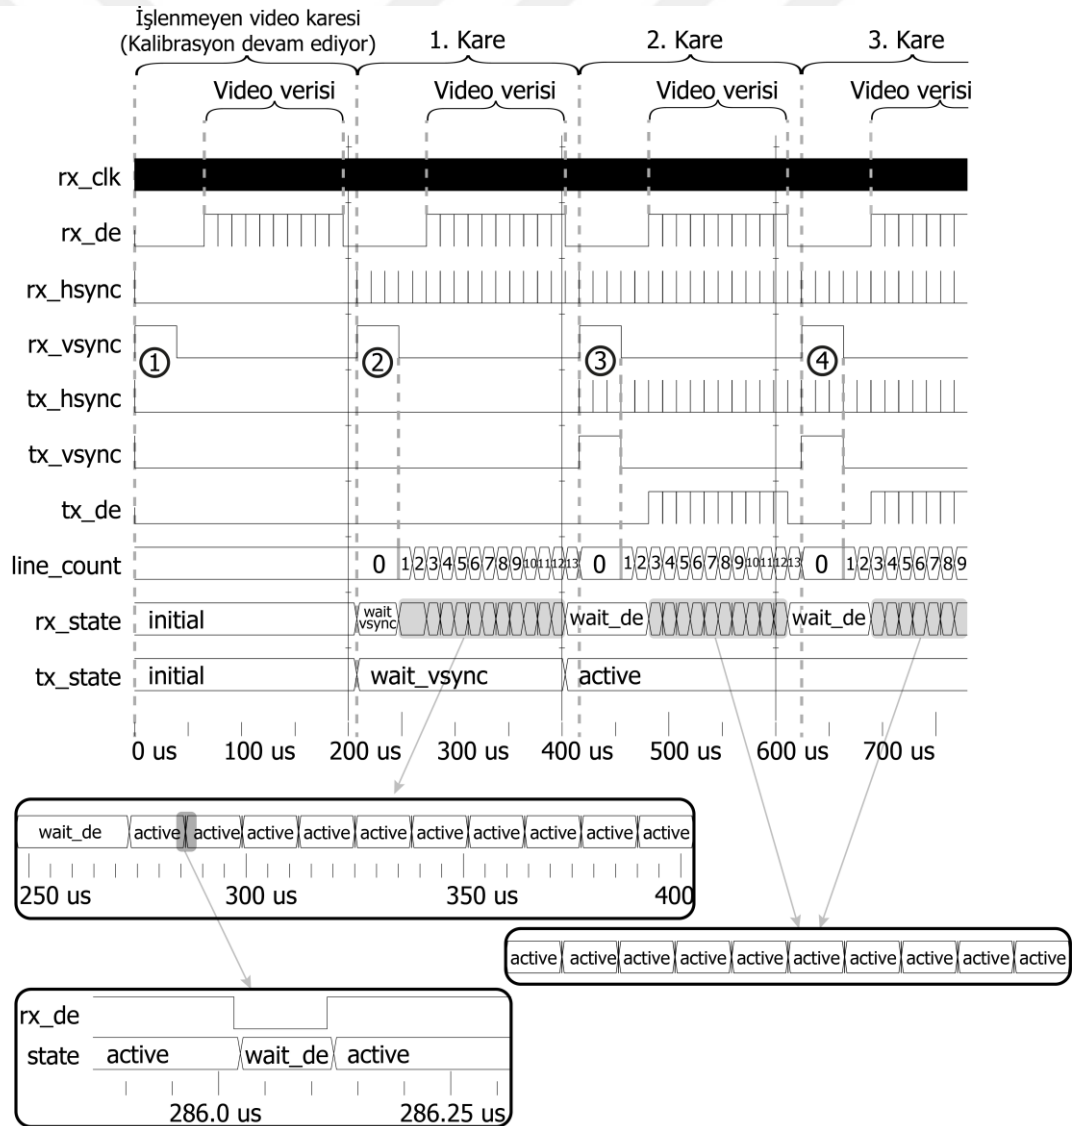 İşlenmeyen video karesi
(Kalibrasyon devam ediyor)
1. Kare
2. Kare
3. Kare
Video verisi
Video verisi
Video verisi
Video verisi
rx_clk
rx_de
rx_hsync
rx_vsync
1
2
3
4
tx_hsync
tx_vsync
tx_de
line_count
0 1 2 3 4 5 6 7 8 9 10 11 12 13 0 1 2 3 4 5 6 7 8 9 10 11 12 13 0 1 2 3 4 5 6 7 8 9
rx_state
initial
wait
vsync
wait_de
wait_de
tx_state
initial
wait_vsync
active
0 us 100 us 200 us 300 us 400 us 500 us 600 us 700 us
wait_de active active active active active active active active active active
250 us 300 us 350 us 400
active active active active active active active active active active
rx_de
state active wait_de active
286.0 us 286.25 us